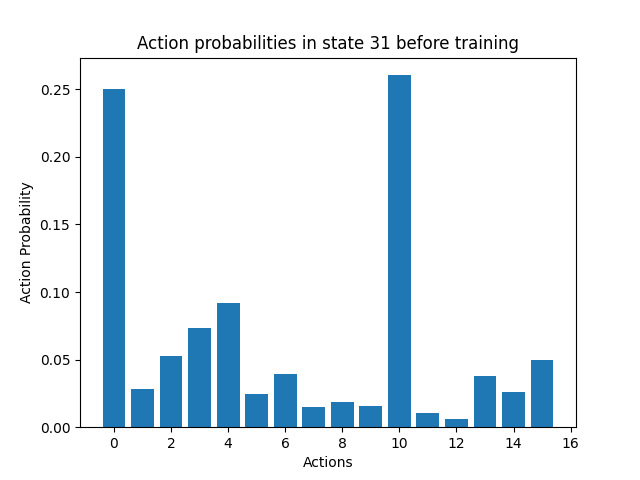 Action probabilities in state 31 before training
Action Probability
0.25
0.20
0.15
0.10
0.05
0.00
0 2 4 6 8 10 12 14 16
Actions